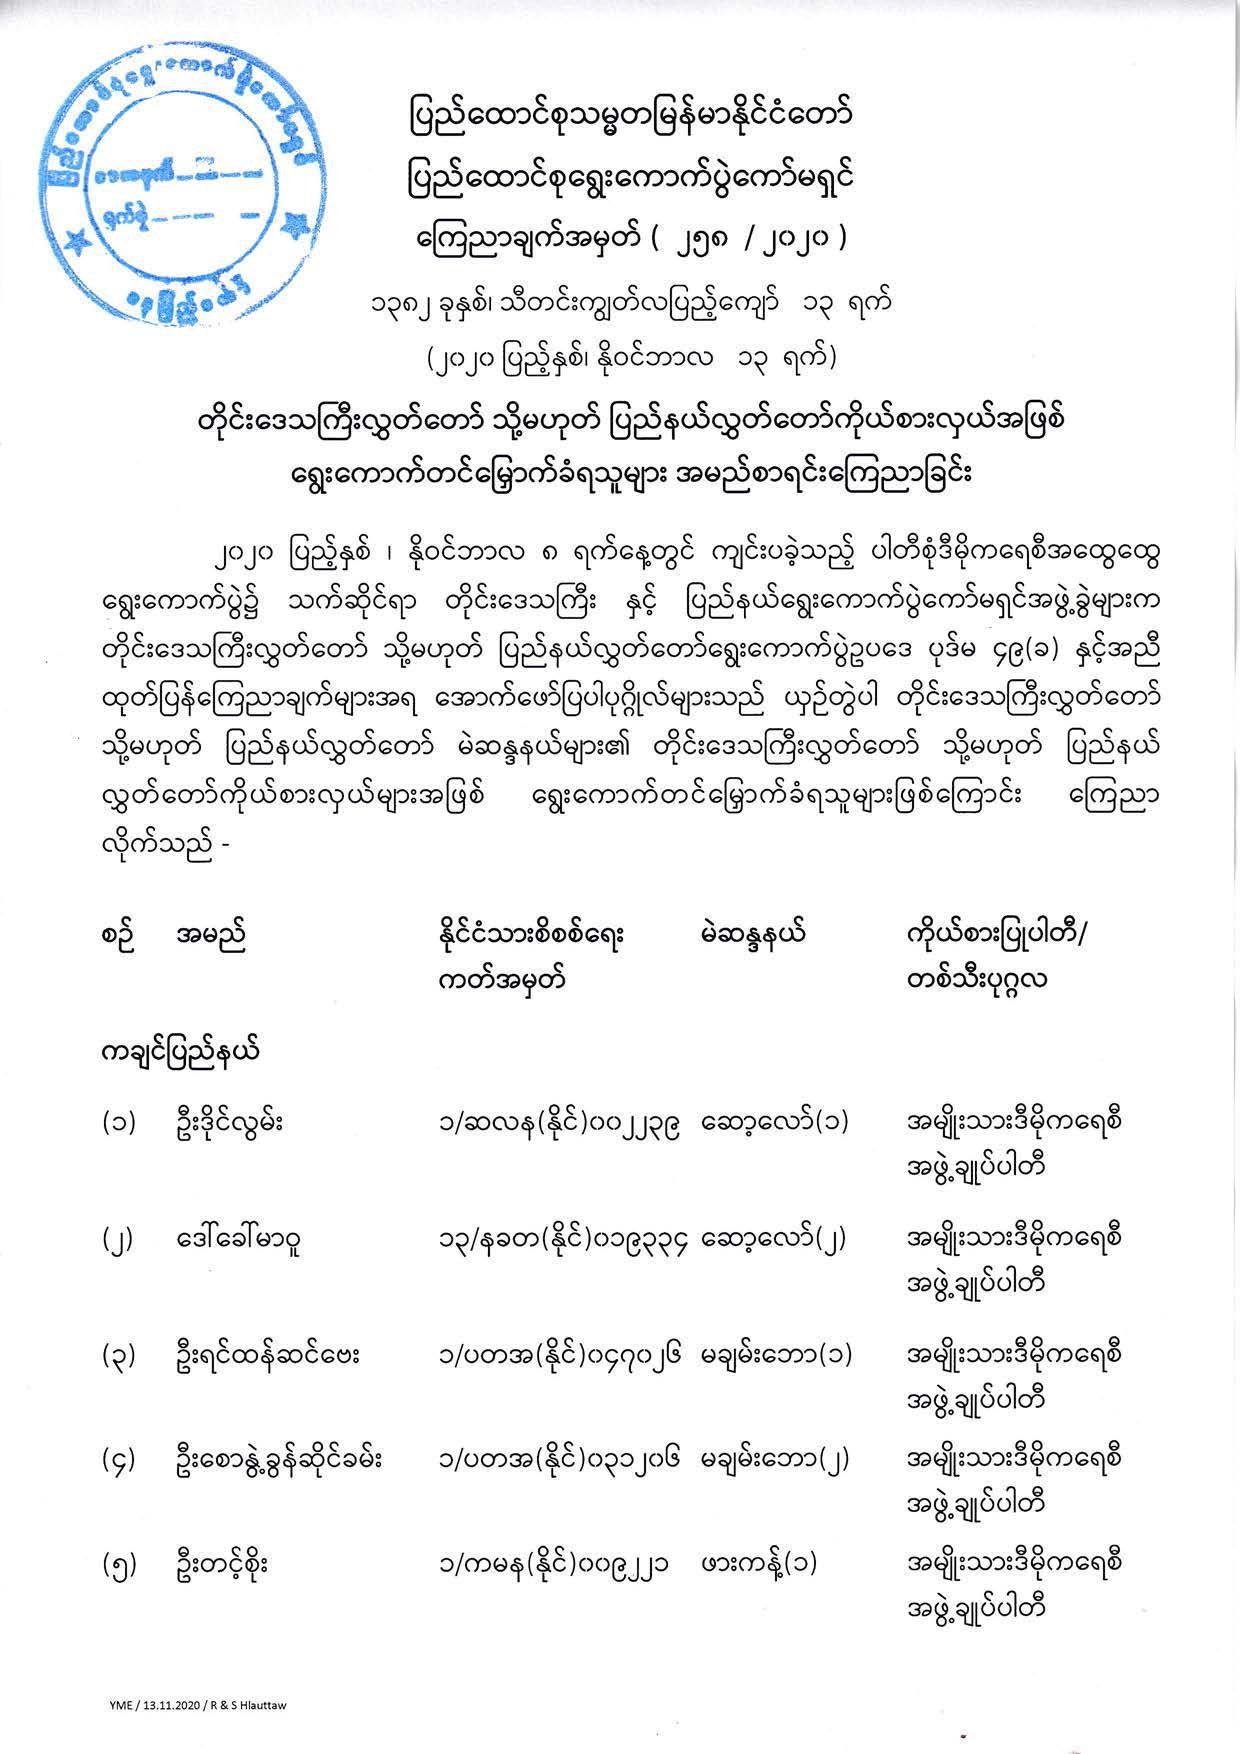 ပြည်ထောင်စုရွေးကောက်ပွဲကော်မရှင်
နေပြည်တော်
စာအမှတ်
ရက်စွဲ
ပြည်ထောင်စုသမ္မတမြန်မာနိုင်ငံတော်
ပြည်ထောင်စုရွေးကောက်ပွဲကော်မရှင်
ကြေညာချက်အမှတ် ( ၂၅၈ / ၂၀၂၀ )
၁၃၈၂ ခုနှစ်၊ သီတင်းကျွတ်လပြည့်ကျော် ၁၃ ရက်
(၂၀၂၀ ပြည့်နှစ်၊ နိုဝင်ဘာလ ၁၃ ရက်)
တိုင်းဒေသကြီးလွှတ်တော် သို့မဟုတ် ပြည်နယ်လွှတ်တော်ကိုယ်စားလှယ်အဖြစ်
ရွေးကောက်တင်မြှောက်ခံရသူများ အမည်စာရင်းကြေညာခြင်း
၂၀၂၀ ပြည့်နှစ် ၊ နိုဝင်ဘာလ ၈ ရက်နေ့တွင် ကျင်းပခဲ့သည့် ပါတီစုံဒီမိုကရေစီအထွေထွေ
ရွေးကောက်ပွဲ၌ သက်ဆိုင်ရာ တိုင်းဒေသကြီး နှင့် ပြည်နယ်ရွေးကောက်ပွဲကော်မရှင်အဖွဲ့ခွဲများက
တိုင်းဒေသကြီးလွှတ်တော် သို့မဟုတ် ပြည်နယ်လွှတ်တော်ရွေးကောက်ပွဲဥပဒေ ပုဒ်မ ၄၉(ခ) နှင့်အညီ
ထုတ်ပြန်ကြေညာချက်များအရ အောက်ဖော်ပြပါပုဂ္ဂိုလ်များသည် ယှဉ်တွဲပါ တိုင်းဒေသကြီးလွှတ်တော်
သို့မဟုတ် ပြည်နယ်လွှတ်တော် မဲဆန္ဒနယ်များ၏ တိုင်းဒေသကြီးလွှတ်တော် သို့မဟုတ် ပြည်နယ်
လွှတ်တော်ကိုယ်စားလှယ်များအဖြစ် ရွေးကောက်တင်မြှောက်ခံရသူများဖြစ်ကြောင်း ကြေညာ
လိုက်သည် -
စဉ် အမည် နိုင်ငံသားစိစစ်ရေး မဲဆန္ဒနယ် ကိုယ်စားပြုပါတီ/
ကတ်အမှတ် တစ်သီးပုဂ္ဂလ
ကချင်ပြည်နယ်
(၁) ဦးဒိုင်လွမ်း ၁/ဆလန(နိုင်)၀၀၂၂၃၉ ဆော့လော်(၁) အမျိုးသားဒီမိုကရေစီ
အဖွဲ့ချုပ်ပါတီ
(၂) ဒေါ်ခေါ်မာဝူ ၁၃/နခတ(နိုင်)၀၁၉၃၃၄ ဆော့လော်(၂) အမျိုးသားဒီမိုကရေစီ
အဖွဲ့ချုပ်ပါတီ
(၃) ဦးရင်ထန်ဆင်ဗေး ၁/ပတအ(နိုင်)၀၄၇၀၂၆ မချမ်းဘော(၁) အမျိုးသားဒီမိုကရေစီ
အဖွဲ့ချုပ်ပါတီ
(၄) ဦးစောနွဲ့ခွန်ဆိုင်ခမ်း ၁/ပတအ(နိုင်)၀၃၁၂၀၆ မချမ်းဘော(၂) အမျိုးသားဒီမိုကရေစီ
အဖွဲ့ချုပ်ပါတီ
(၅) ဦးတင့်စိုး ၁/ကမန(နိုင်)၀၀၉၂၂၁ ဖားကန့်(၁) အမျိုးသားဒီမိုကရေစီ
အဖွဲ့ချုပ်ပါတီ
YME / 13.11.2020 / R & S Hlauttaw